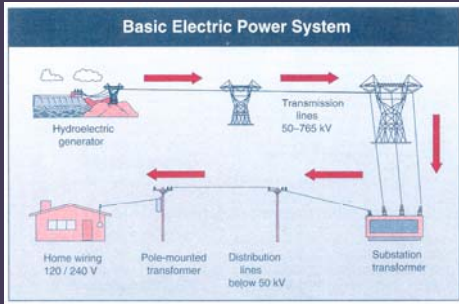 Basic Electric Power System
Hydroelectric
generator
Transmission
lines
50–765 kV
Home wiring
120 / 240 V
Pole-mounted
transformer
Distribution
lines
below 50 kV
Substation
transformer